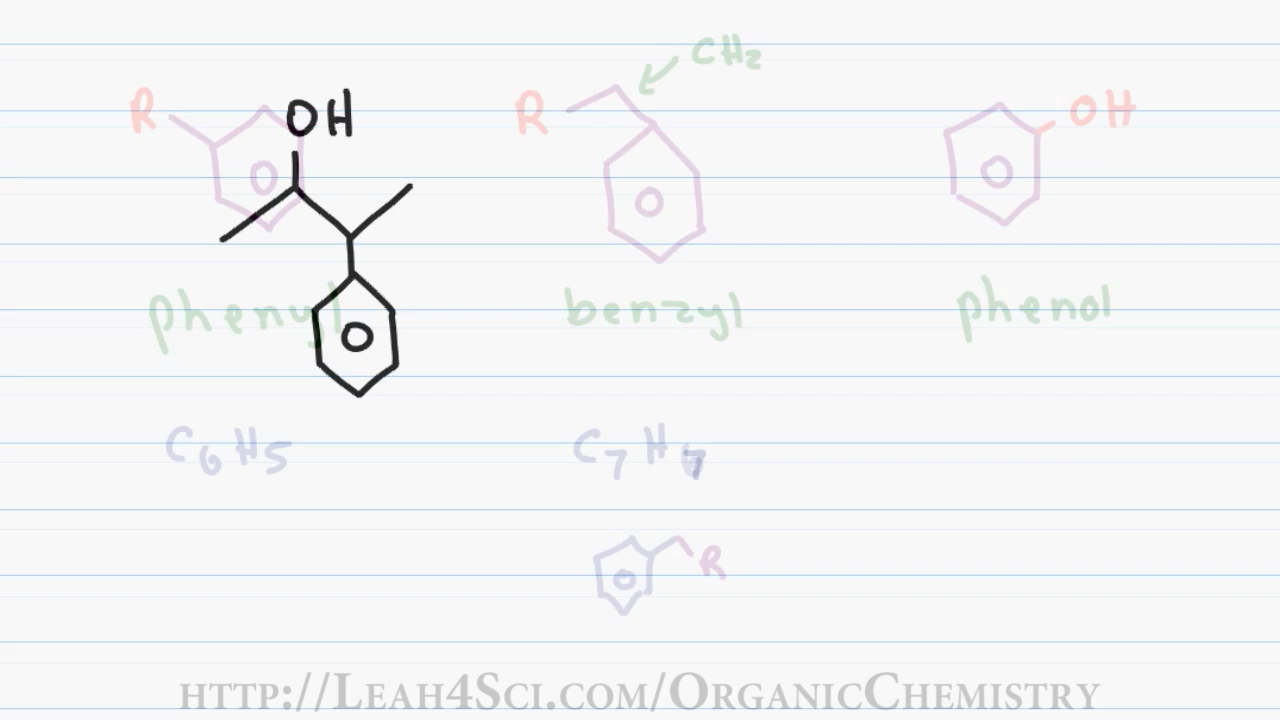 CH2
R R OH
OH
phenyl benzyl phenol
C6H5 C7H7
R
http://Leah4Sci.com/OrganicChemistry